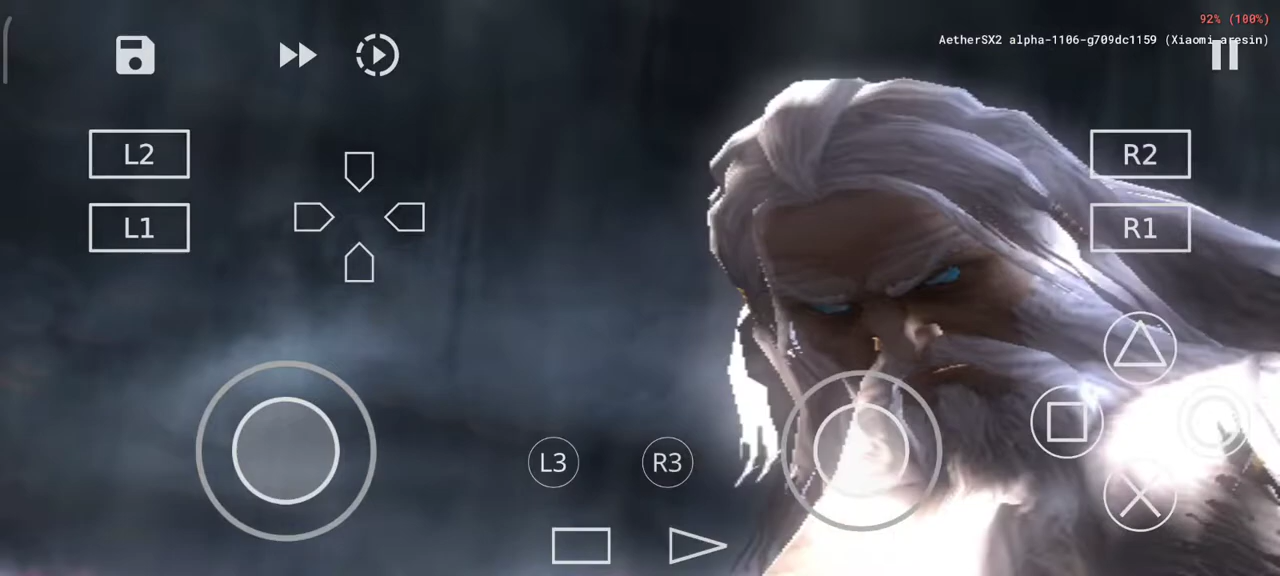 92% (100%)
AetherSX2 alpha-1106-g709dc1159 (Xiaomi aresin)
L2
R2
L1
R1
L3
R3